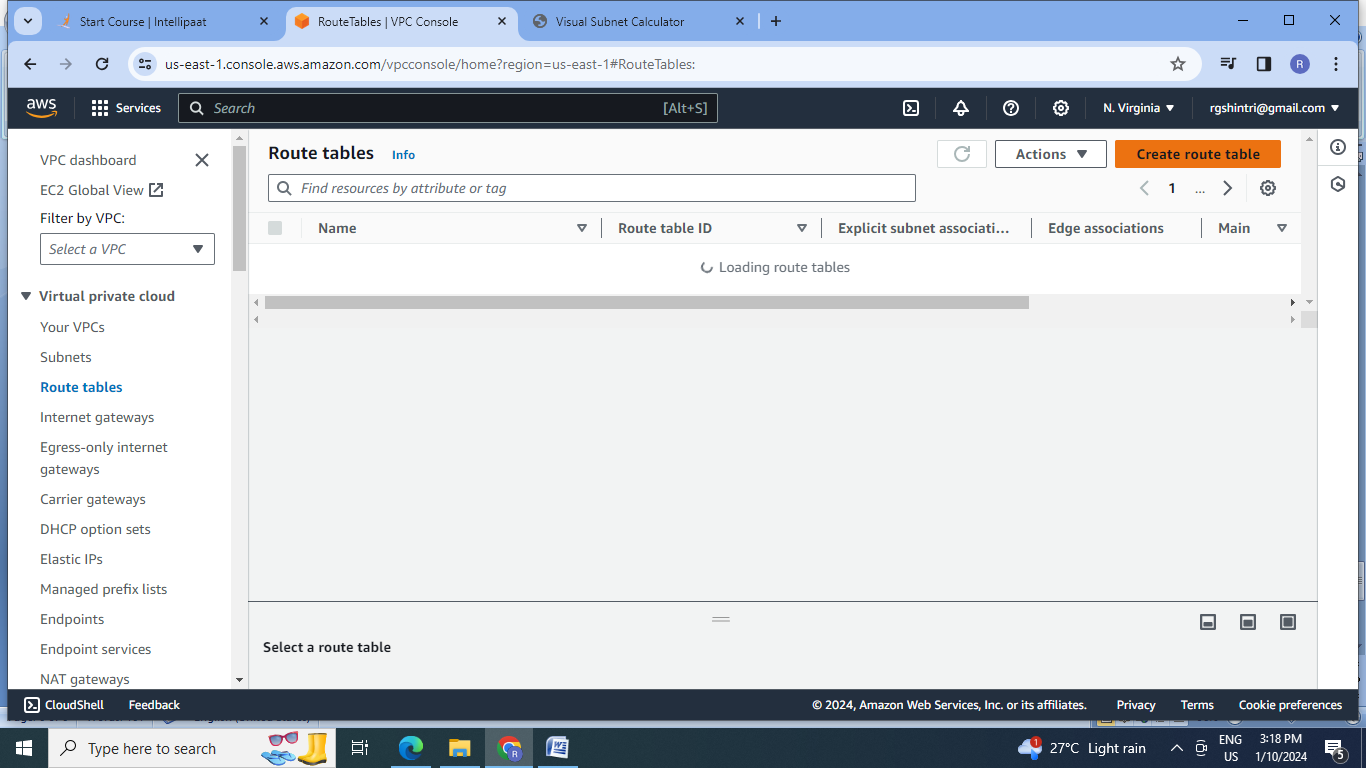 Start Course | Intellipaat
RouteTables | VPC Console
Visual Subnet Calculator
us-east-1.console.aws.amazon.com/vpcconsole/home?region=us-east-1#RouteTables:
R
aws
Services
Search
[Alt+S]
N. Virginia
rgshintri@gmail.com
VPC dashboard
EC2 Global View
Filter by VPC:
Select a VPC
Virtual private cloud
Your VPCs
Subnets
Route tables
Internet gateways
Egress-only internet
gateways
Carrier gateways
DHCP option sets
Elastic IPs
Managed prefix lists
Endpoints
Endpoint services
NAT gateways
Route tables
Info
Actions
Create route table
Find resources by attribute or tag
1
...
Name
Route table ID
Explicit subnet associati...
Edge associations
Main
Loading route tables
Select a route table
CloudShell
Feedback
© 2024, Amazon Web Services, Inc. or its affiliates.
Privacy
Terms
Cookie preferences
Type here to search
R
1
27°C Light rain
ENG
US
3:18 PM
1/10/2024
5